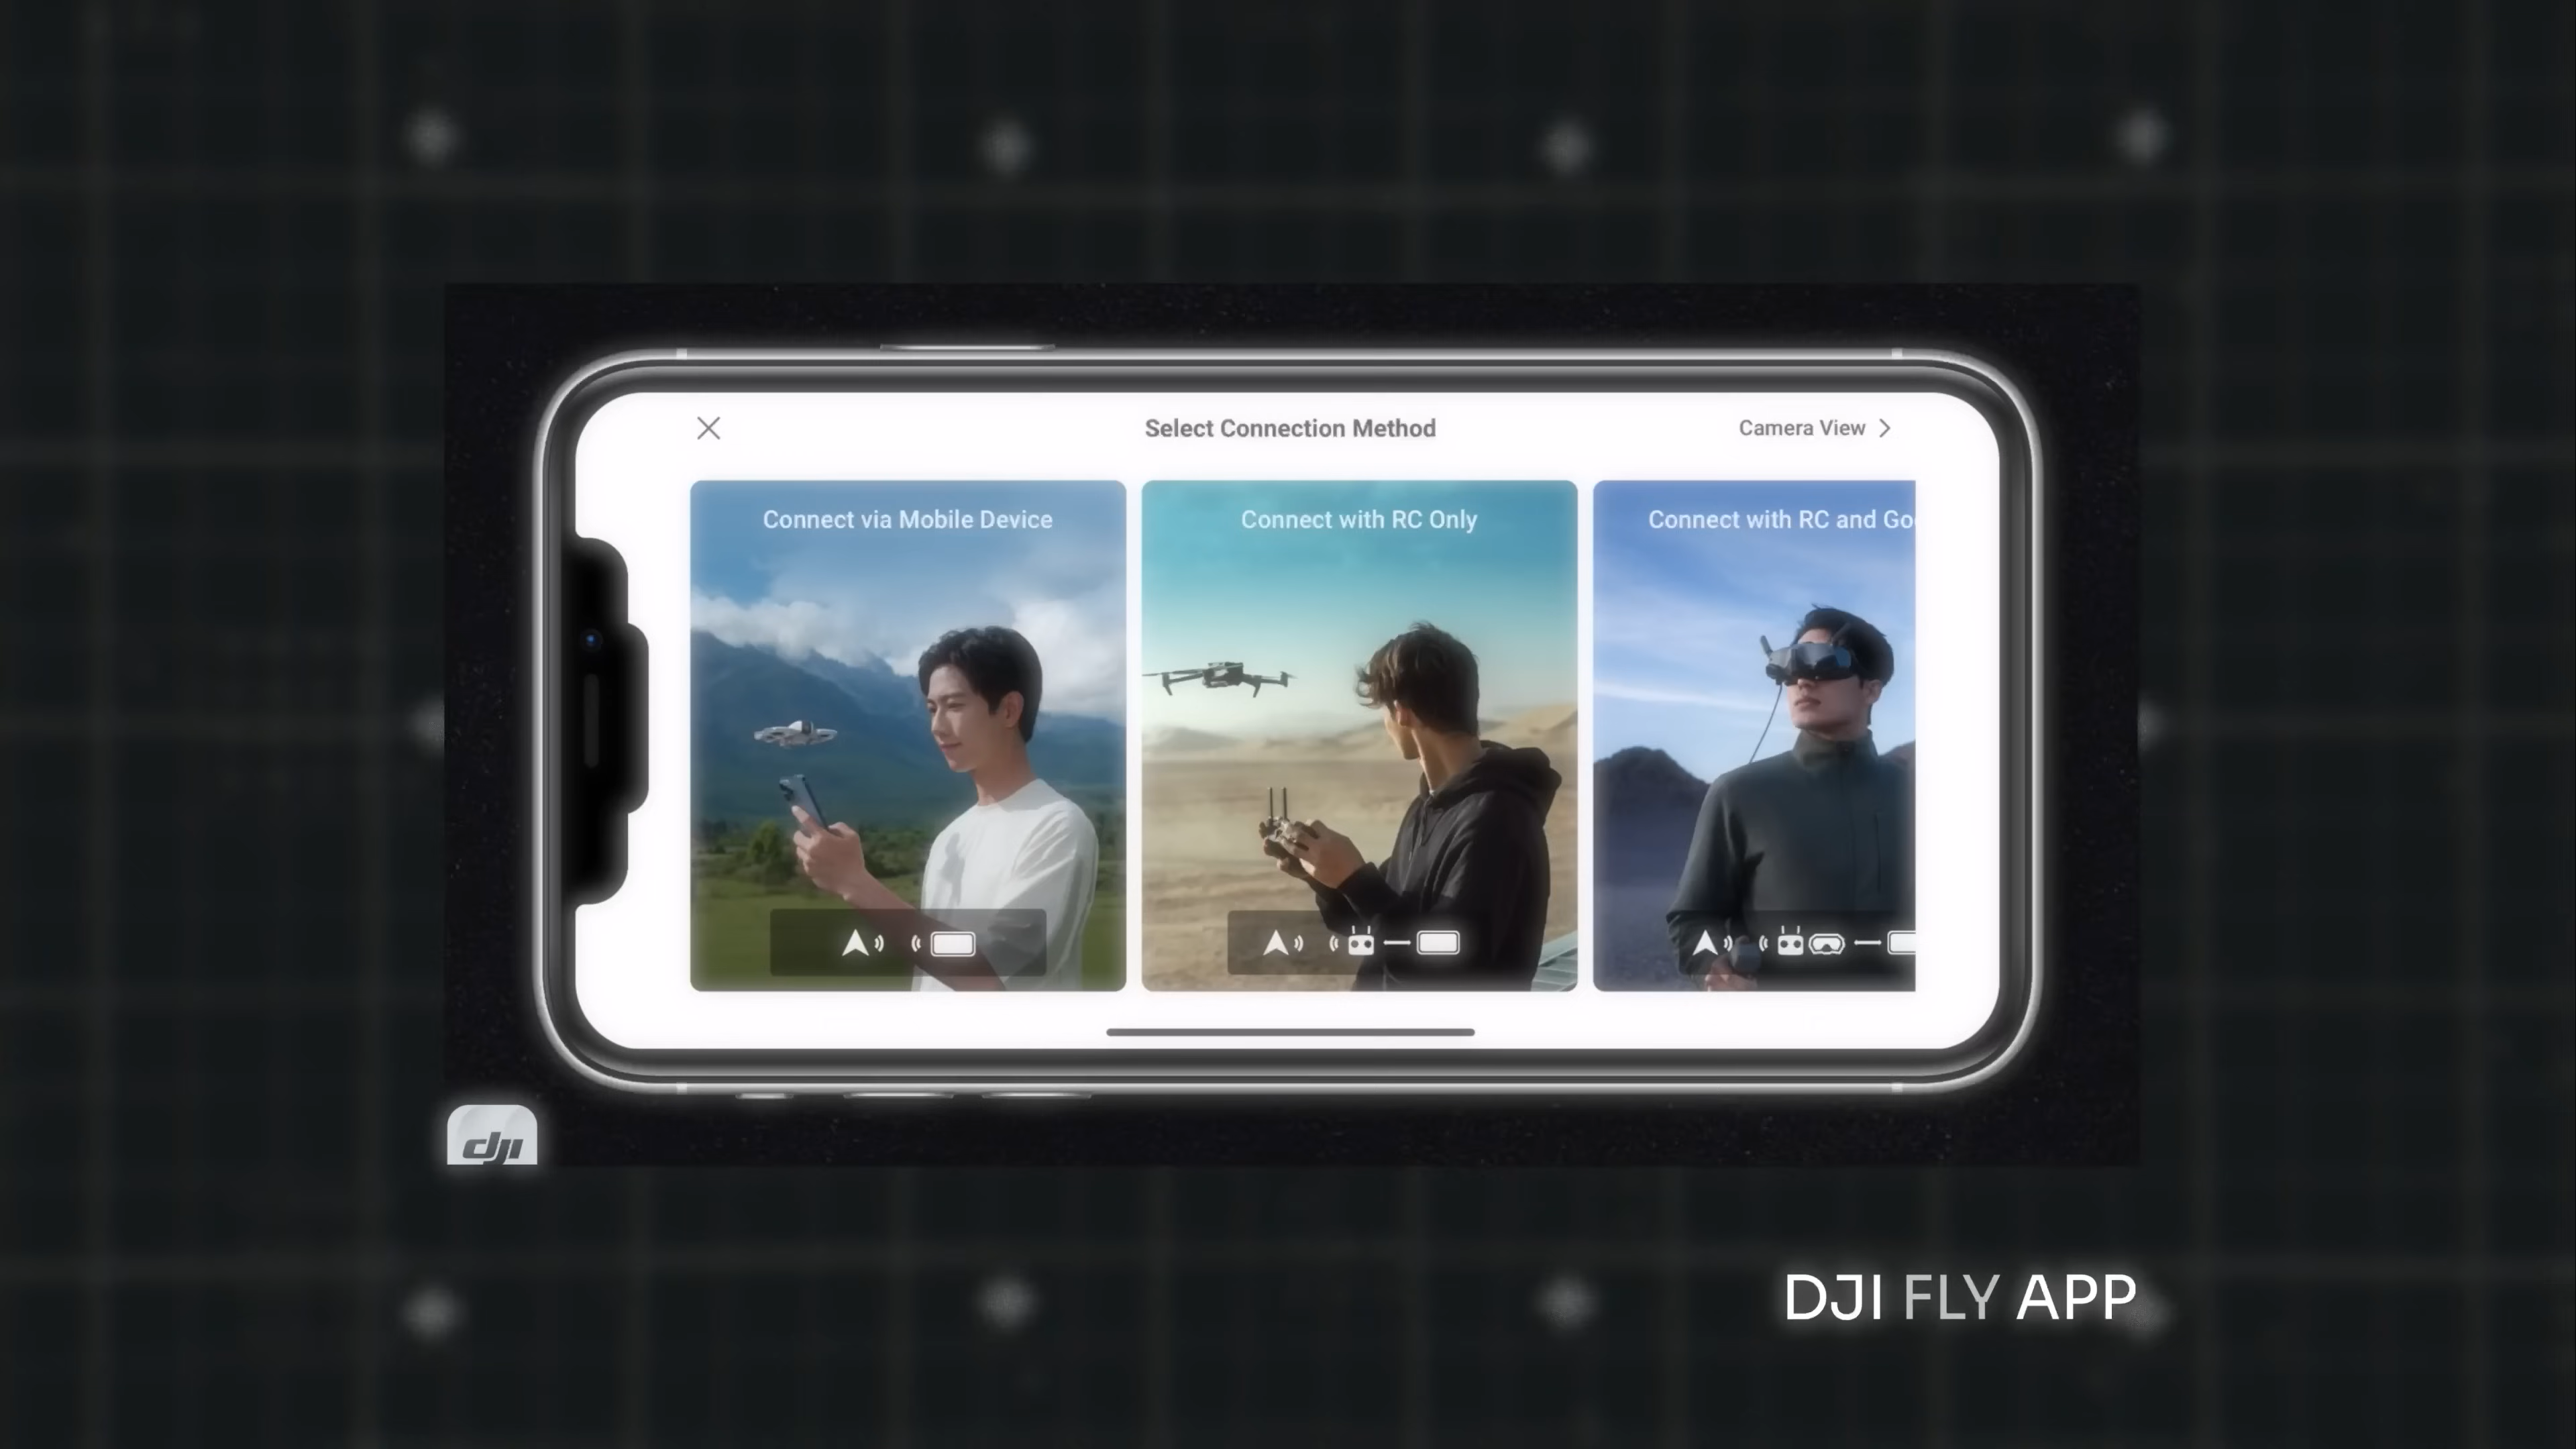 Select Connection Method
Camera View
Connect via Mobile Device
Connect with RC Only
Connect with RC and
dji
DJI FLY APP